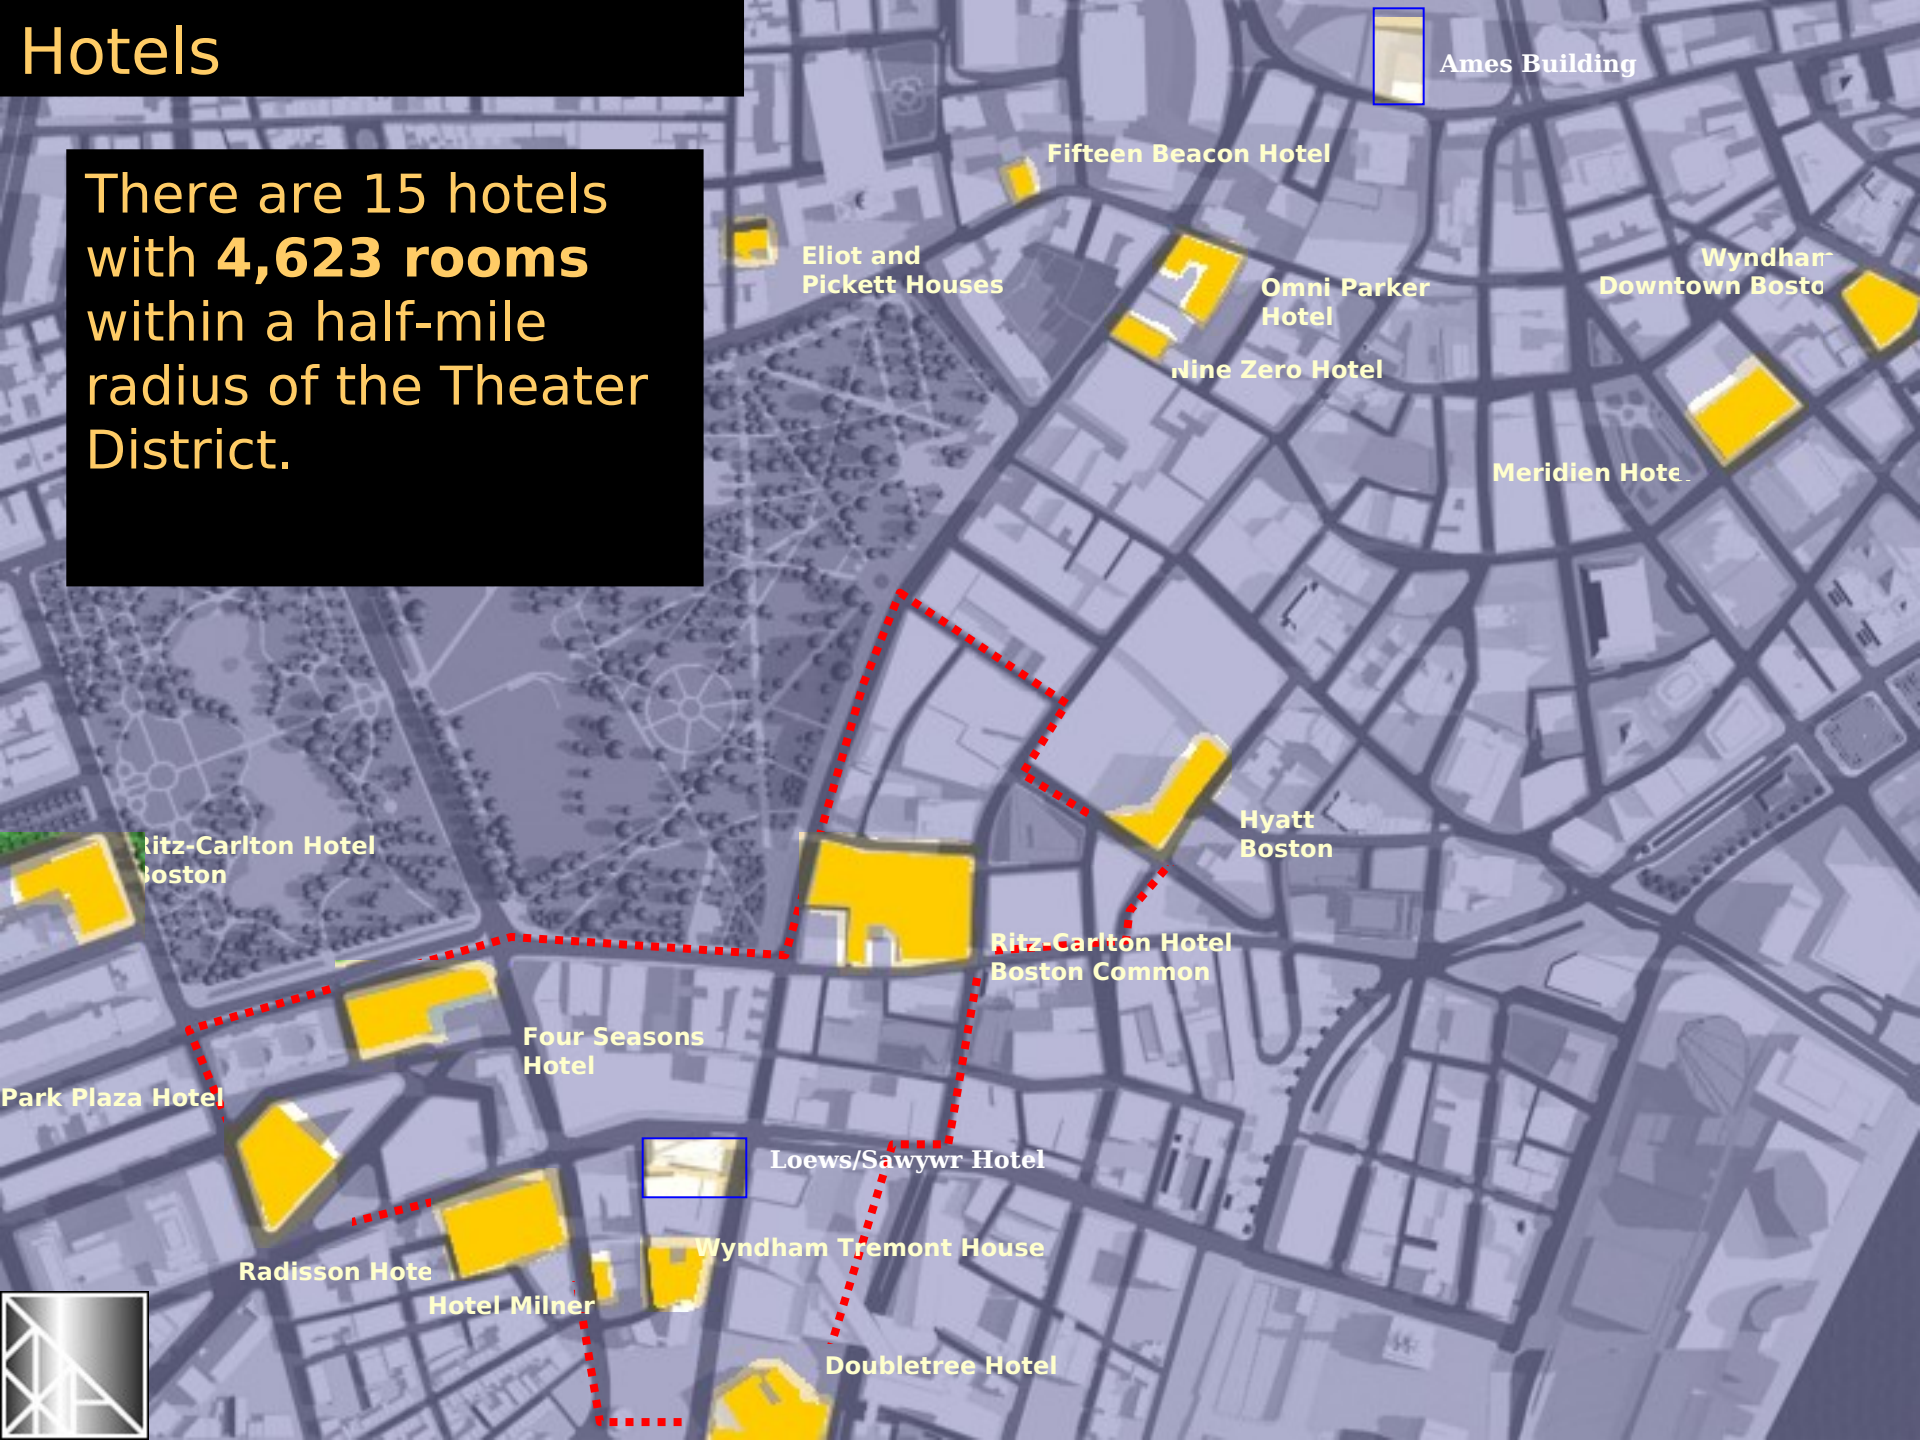 Hotels
There are 15 hotels
with 4,623 rooms
within a half-mile
radius of the Theater
District.
Ames Building
Fifteen Beacon Hotel
Eliot and
Pickett Houses
Omni Parker
Hotel
Nine Zero Hotel
Wyndham
Downtown Bosto
Meridien Hote
Hyatt
Boston
Ritz-Carlton Hotel
Boston
Ritz-Carlton Hotel
Boston Common
Four Seasons
Hotel
Park Plaza Hotel
Loews/Sawywr Hotel
Wyndham Tremont House
Radisson Hote
Hotel Milner
Doubletree Hotel